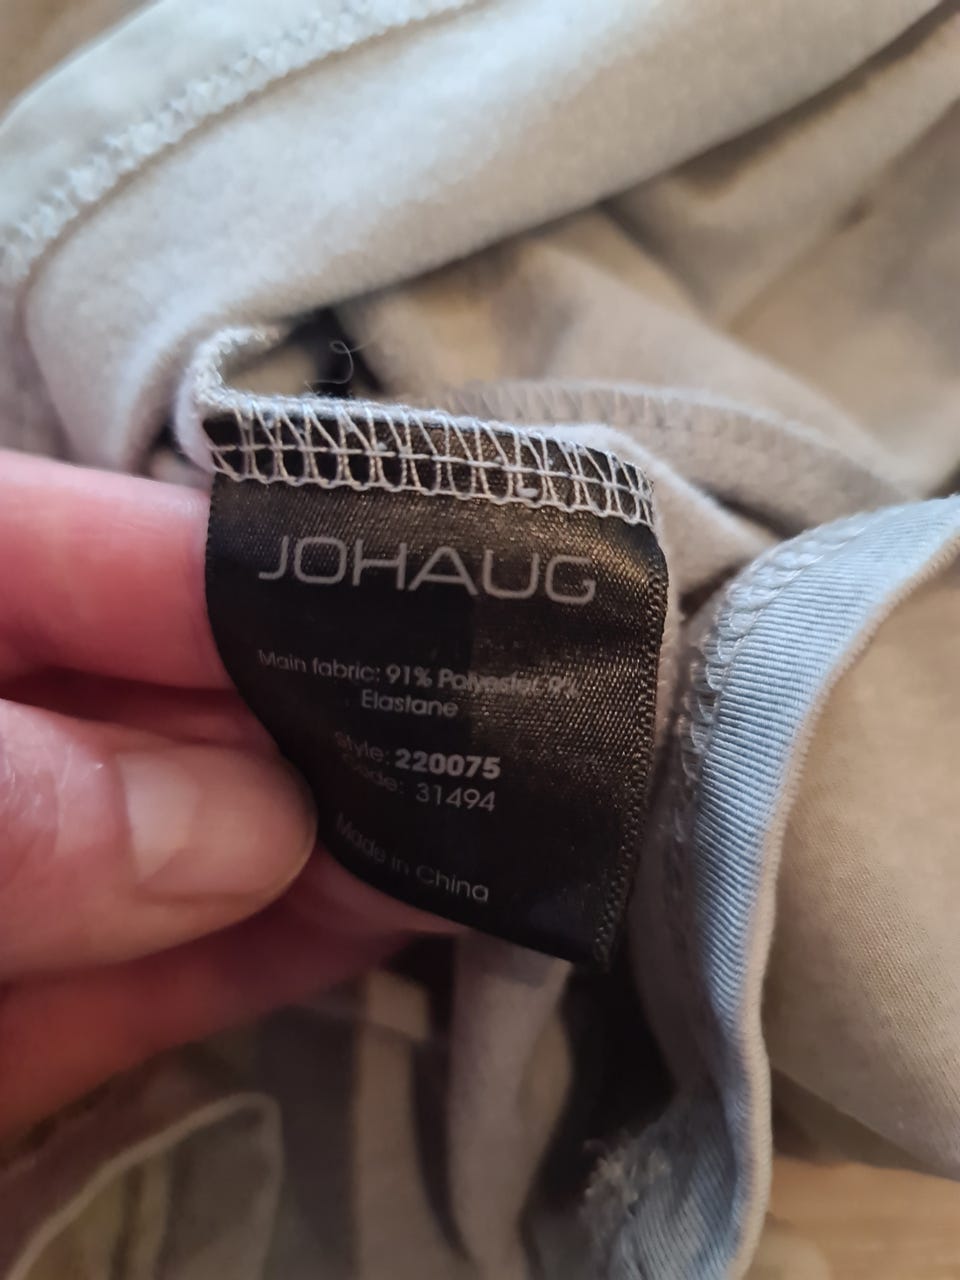 JOHAUG
Main fabric: 91% Polyester 9%
Elastane
Style: 220075
Code: 31494
Made in China